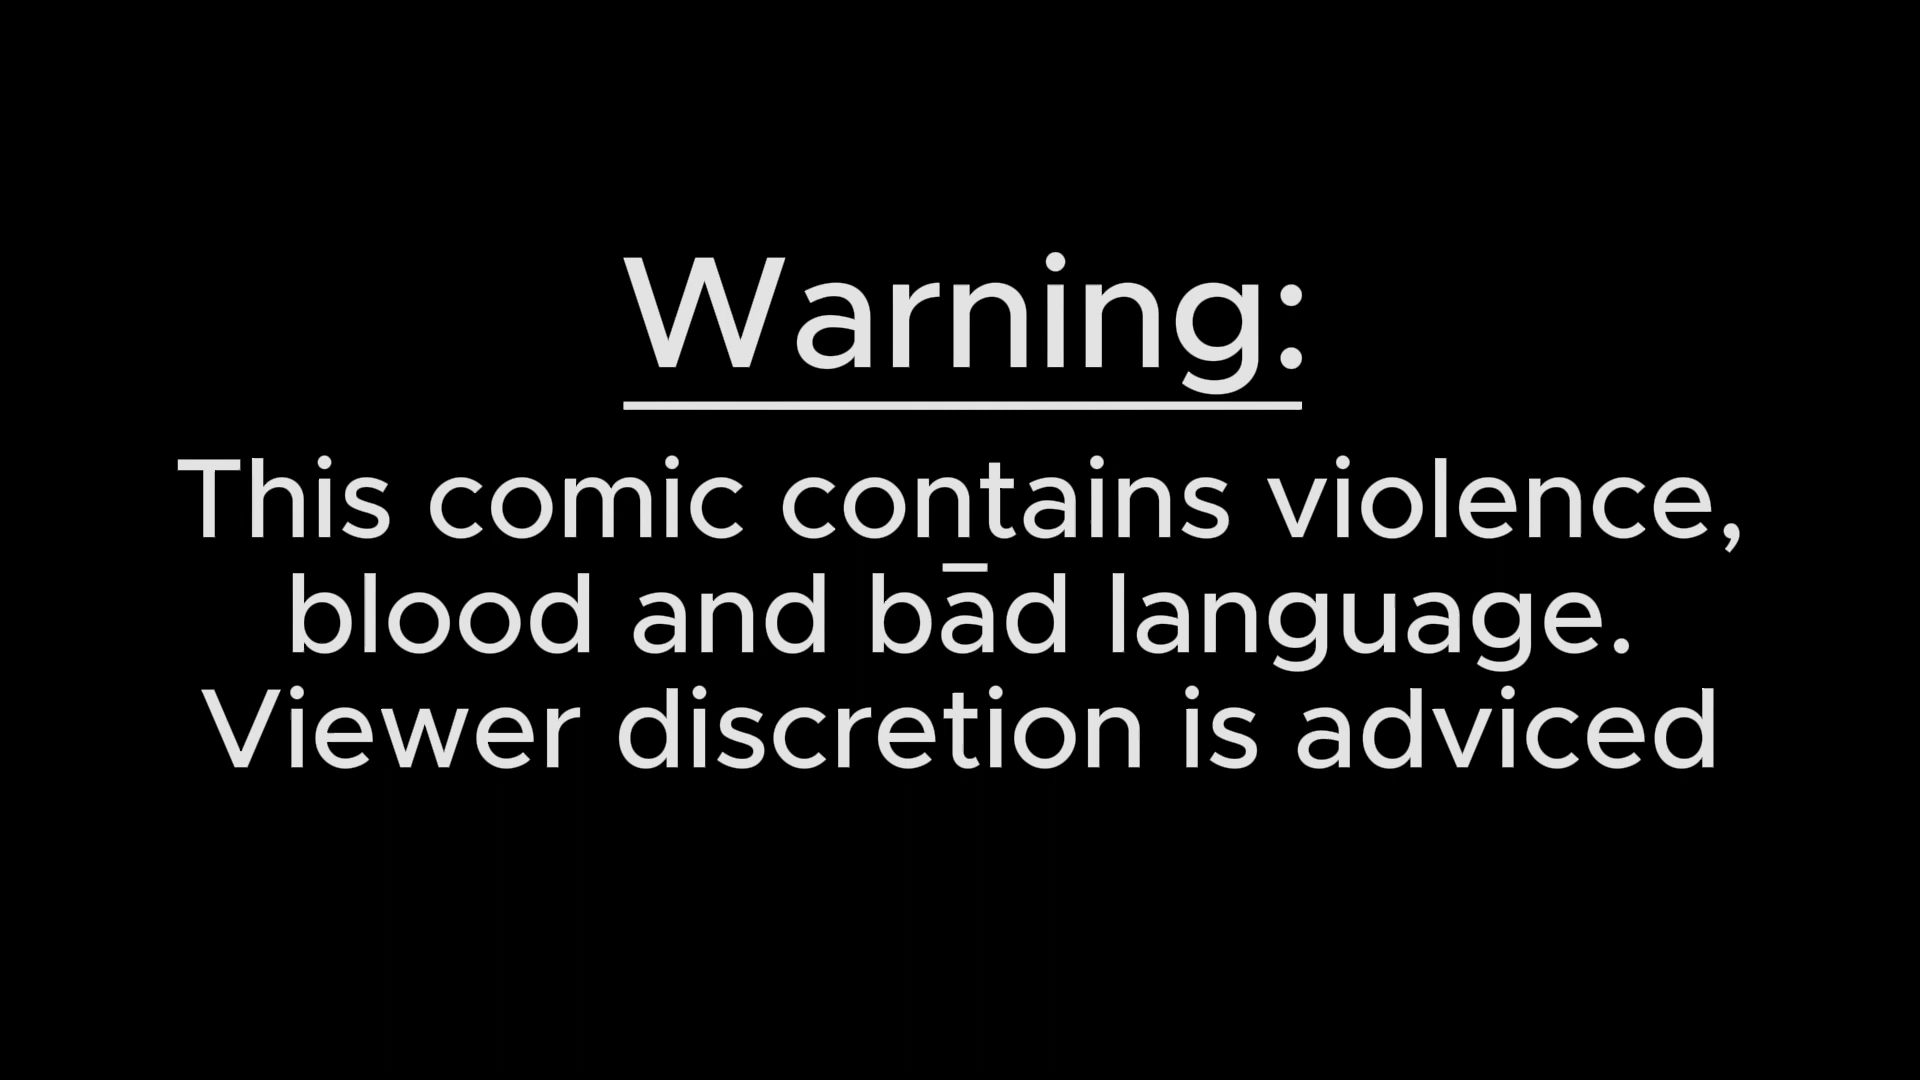 Warning:
This comic contains violence,
blood and bād language.
Viewer discretion is adviced